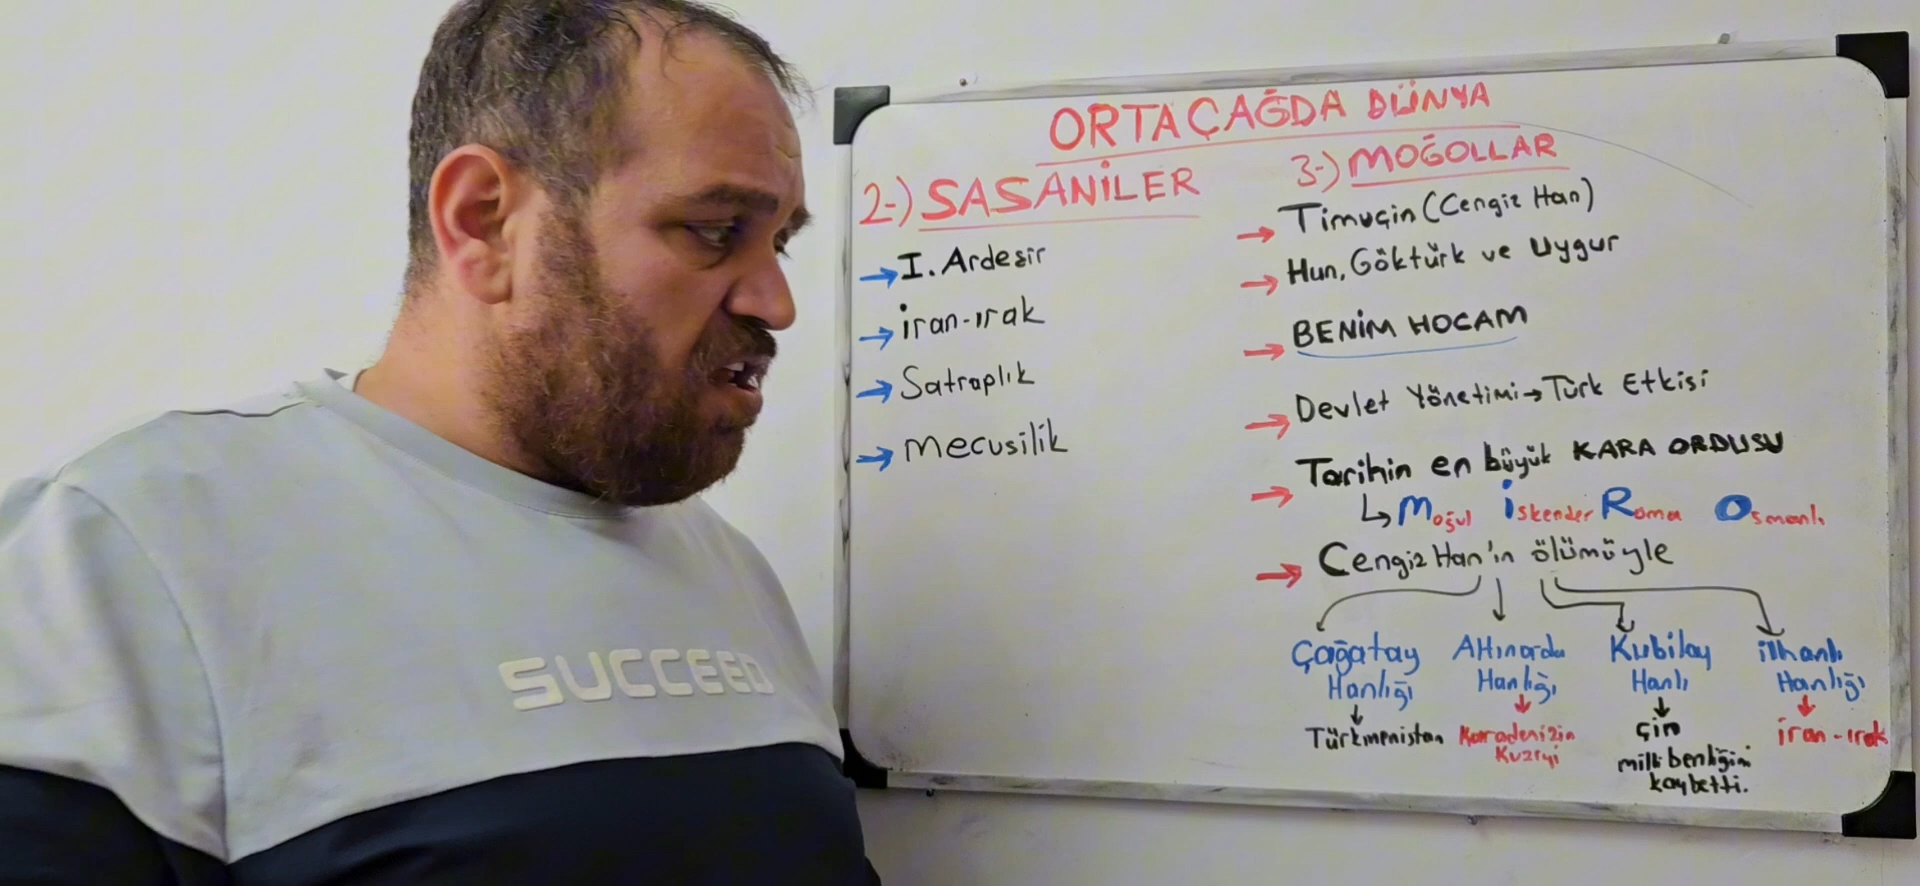 ORTAÇAĞDA DÜNYA
2-) SASANİLER
→ I. Ardeşir
→ İran-ırak
→ Satraplık
→ Mecusilik
3-) MOĞOLLAR
→ Timuçin (Cengiz Han)
→ Hun, Göktürk ve Uygur
→ BENİM HOCAM
→ Devlet Yönetimi → Türk Etkisi
→ Tarihin en büyük KARA ORDUSU
↳ Moğul İskender Roma Osmanlı
→ Cengiz Han'ın ölümüyle
Çağatay Hanlığı
↓
Türkmenistan
Altınordu Hanlığı
↓
Karadenizin Kuzeyi
Kubilay Hanlı
↓
Çin
milli benliğini
kaybetti.
İlhanlı Hanlığı
↓
İran-ırak
SUCCEED